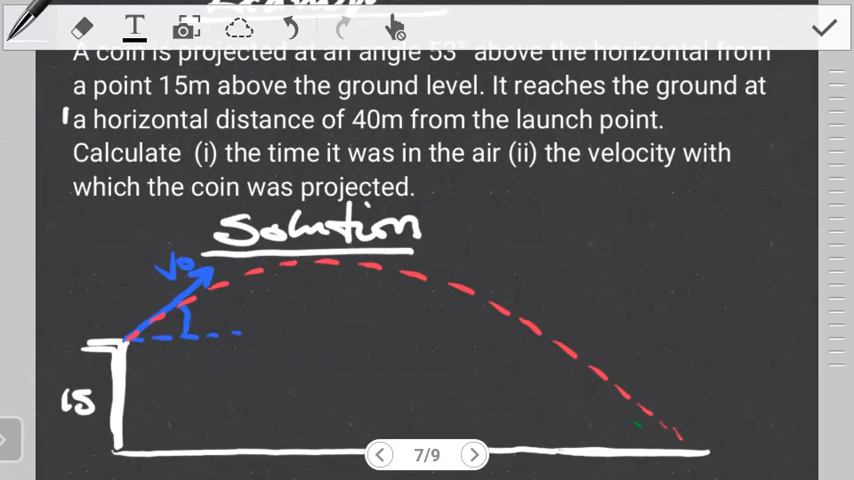 Example
T
A coin is projected at an angle 53° above the horizontal from
a point 15m above the ground level. It reaches the ground at
a horizontal distance of 40m from the launch point.
Calculate (i) the time it was in the air (ii) the velocity with
which the coin was projected.
Solution
Vo
15
7/9